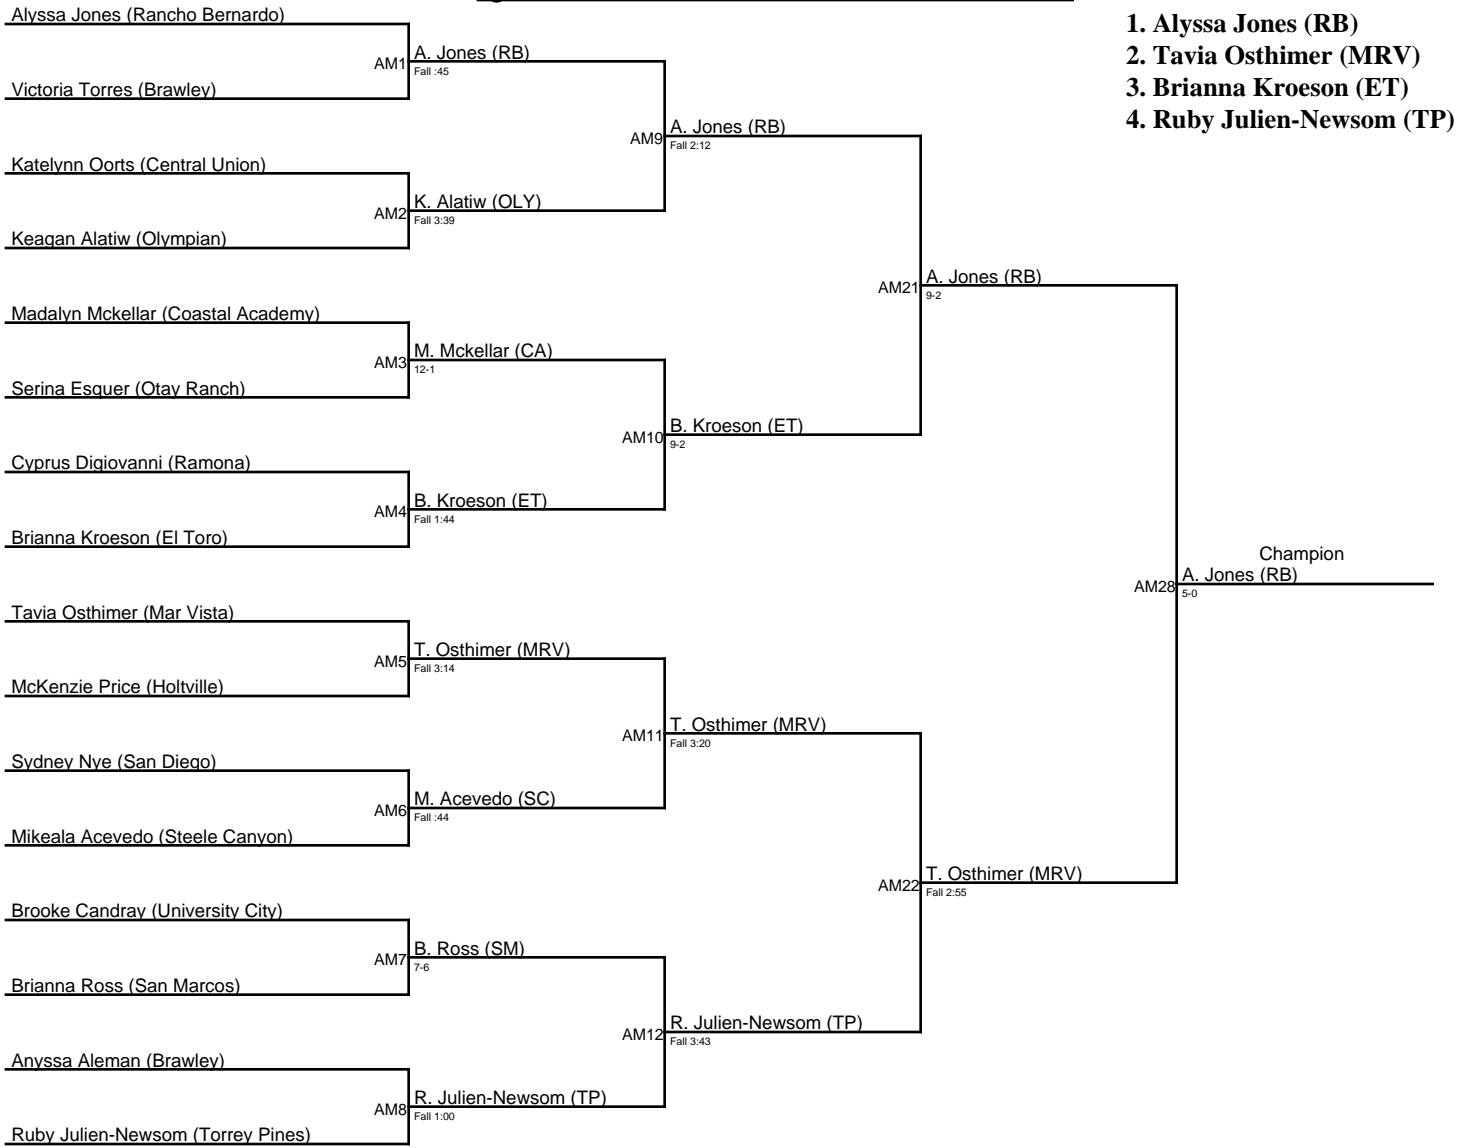 Alyssa Jones (Rancho Bernardo)
AM1
A. Jones (RB)
Fall :45
Victoria Torres (Brawley)
AM9
A. Jones (RB)
Fall 2:12
Katelynn Oorts (Central Union)
AM2
K. Alatiw (OLY)
Fall 3:39
Keagan Alatiw (Olympian)
AM21
A. Jones (RB)
9-2
Madalyn Mckellar (Coastal Academy)
AM3
M. Mckellar (CA)
12-1
Serina Esquer (Otay Ranch)
AM10
B. Kroeson (ET)
9-2
Cyprus Digiovanni (Ramona)
AM4
B. Kroeson (ET)
Fall 1:44
Brianna Kroeson (El Toro)
Champion
AM28
A. Jones (RB)
5-0
Tavia Osthimer (Mar Vista)
AM5
T. Osthimer (MRV)
Fall 3:14
McKenzie Price (Holtville)
AM11
T. Osthimer (MRV)
Fall 3:20
Sydney Nye (San Diego)
AM6
M. Acevedo (SC)
Fall :44
Mikeala Acevedo (Steele Canyon)
AM22
T. Osthimer (MRV)
Fall 2:55
Brooke Candray (University City)
AM7
B. Ross (SM)
7-6
Brianna Ross (San Marcos)
AM12
R. Julien-Newsom (TP)
Fall 3:43
Anyssa Aleman (Brawley)
AM8
R. Julien-Newsom (TP)
Fall 1:00
Ruby Julien-Newsom (Torrey Pines)
1. Alyssa Jones (RB)
2. Tavia Osthimer (MRV)
3. Brianna Kroeson (ET)
4. Ruby Julien-Newsom (TP)